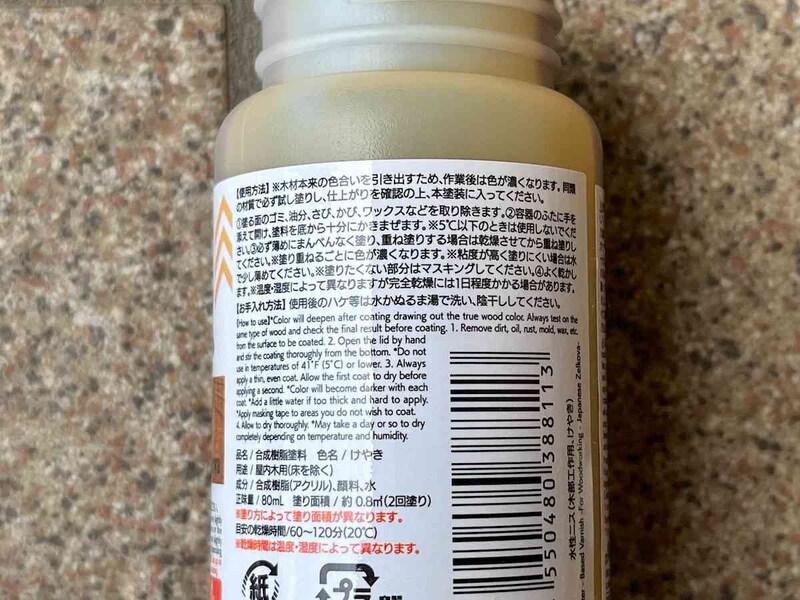 【使用方法】※木材本来の色合いを引き出すため、作業後は色が濃くなります。同種
の材質で必ず試し塗りし、仕上がりを確認の上、本塗装に入ってください。
①塗る面のゴミ、油分、さび、かび、ワックスなどを取り除きます。②容器のふたに手を
添えて開け、塗料を底から十分にかきまぜます。※5℃以下のときは使用しないでくだ
さい。③必ず薄めにまんべんなく塗り、重ね塗りする場合は乾燥させてから重ね塗りし
てください。※塗り重ねるごとに色が濃くなります。※粘度が高く塗りにくい場合は水
で少し薄めてください。※塗りたくない部分はマスキングしてください。④よく乾かし
ます。※温度・湿度によって異なりますが完全乾燥には1日程度かかる場合があります。
【お手入れ方法】使用後のハケ等は水かぬるま湯で洗い、陰干ししてください。
[How to use]*Color will deepen after coating drawing out the true wood color. Always test on the
same type of wood and check the final result before coating. 1. Remove dirt, oil, rust, mold, wax, etc.
from the surface to be coated. 2. Open the lid by hand
and stir the coating thoroughly from the bottom. *Do not
use in temperatures of 41°F (5°C) or lower. 3. Always
apply a thin, even coat. Allow the first coat to dry before
applying a second. *Color will become darker with each
coat. *Add a little water if too thick and hard to apply.
*Apply masking tape to areas you do not wish to coat.
4. Allow to dry thoroughly. *May take a day or so to dry
completely depending on temperature and humidity.
品名/合成樹脂塗料 色名/けやき
用途/屋内木用(床を除く)
成分/合成樹脂(アクリル)、顔料、水
正味量/80mL 塗り面積/約0.8㎡(2回塗り)
※塗り方によって塗り面積が異なります。
目安の乾燥時間/60～120分(20℃)
※乾燥時間は温度・湿度によって異なります。
紙
プラ
550480 388113
水性ニス(木部工作用、けやき)
Based Varnish -For Woodworking - Japanese Zelkova-